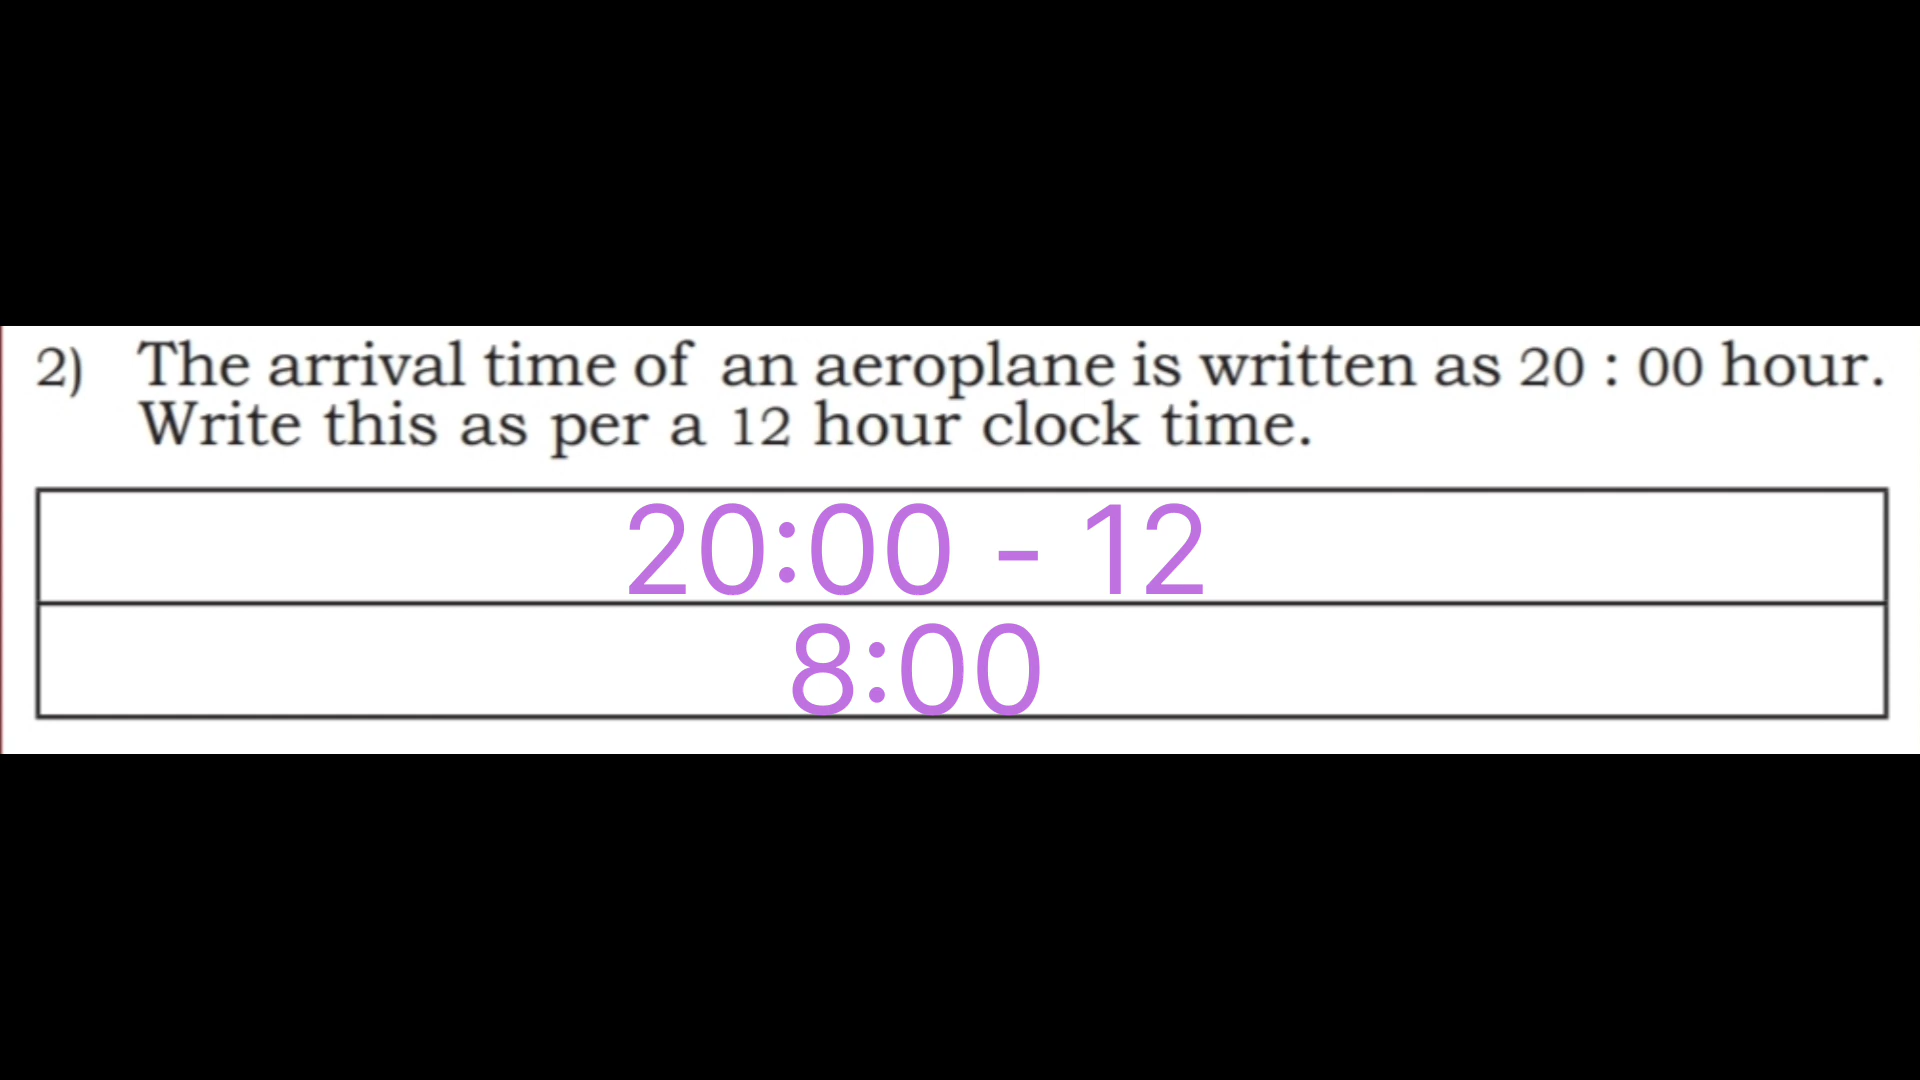 2) The arrival time of an aeroplane is written as 20 : 00 hour.
Write this as per a 12 hour clock time.
20:00 - 12
8:00